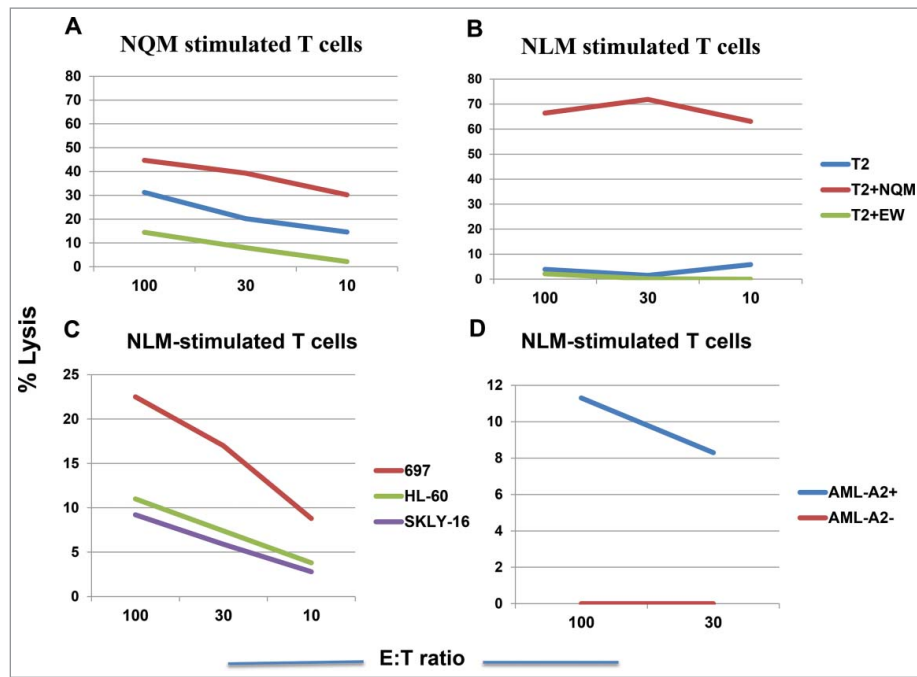 A
NQM stimulated T cells
80
70
60
50
40
30
20
10
0
100 30 10
B
NLM stimulated T cells
80
70
60
50
40
30
20
10
0
100 30 10
T2
T2+NQM
T2+EW
% Lysis
C
NLM-stimulated T cells
25
20
15
10
5
0
100 30 10
697
HL-60
SKLY-16
D
NLM-stimulated T cells
12
10
8
6
4
2
0
100 30
AML-A2+
AML-A2-
E:T ratio